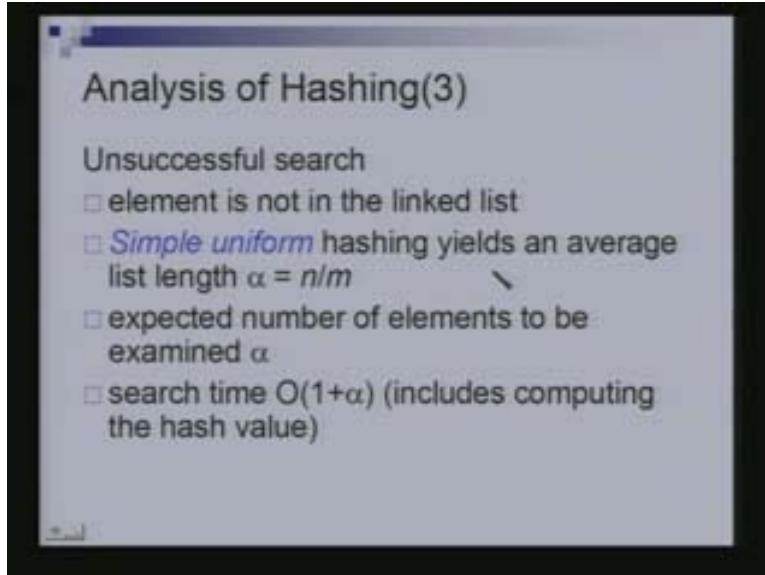 Analysis of Hashing(3)
Unsuccessful search
element is not in the linked list
Simple uniform hashing yields an average
list length α = n/m
expected number of elements to be
examined α
search time O(1+α) (includes computing
the hash value)